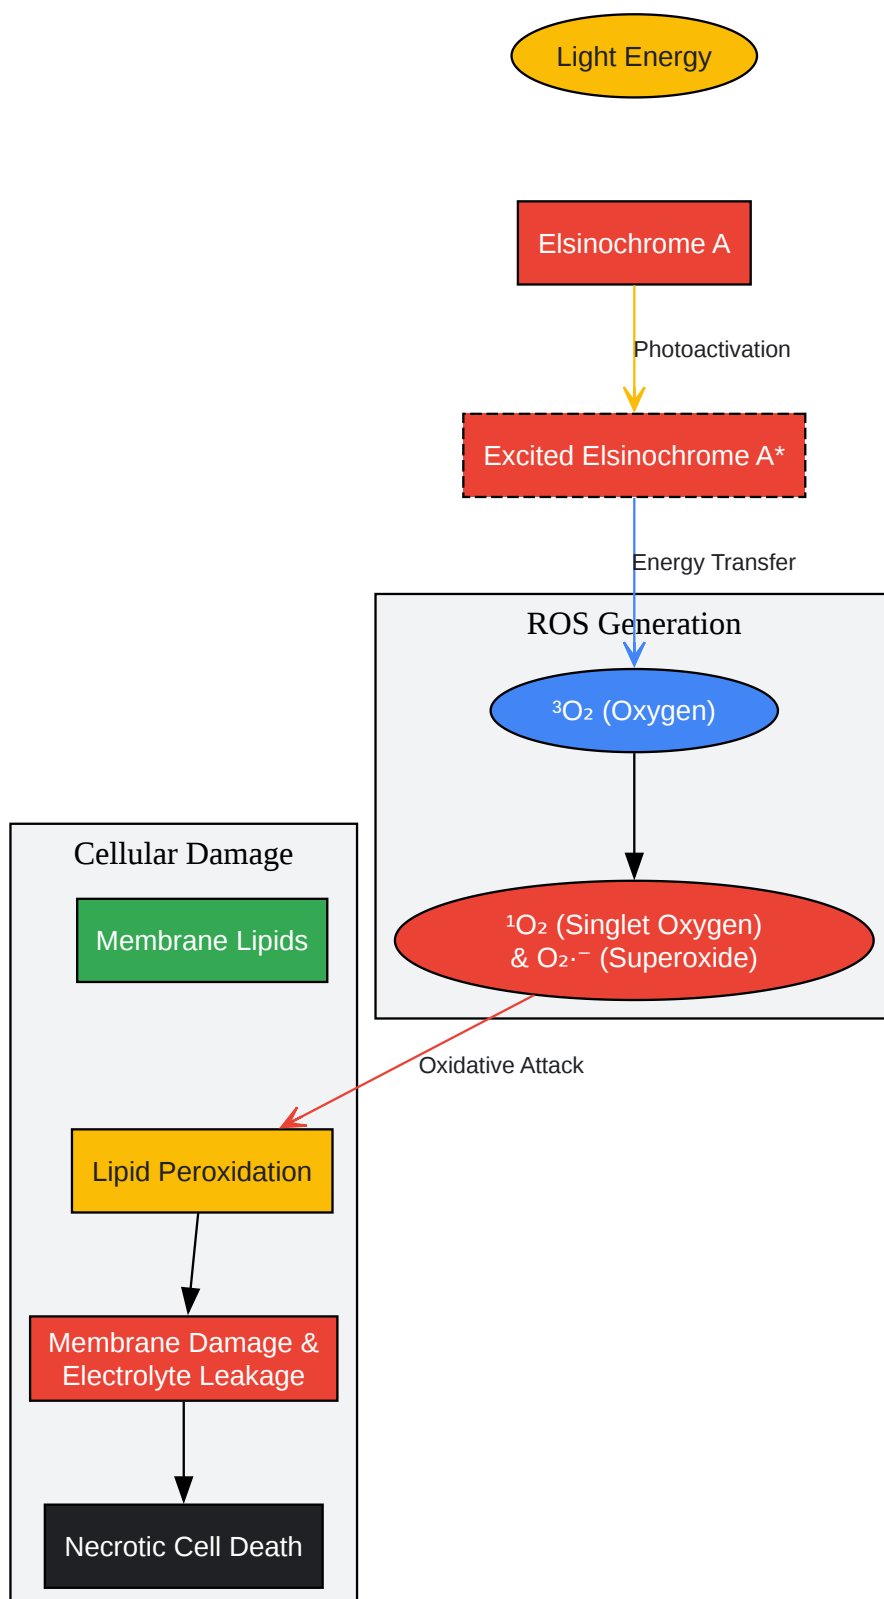 Light Energy
Elsinochrome A
Photoactivation
Excited Elsinochrome A*
Energy Transfer
ROS Generation
³O₂ (Oxygen)
¹O₂ (Singlet Oxygen)
& O₂·⁻ (Superoxide)
Oxidative Attack
Cellular Damage
Membrane Lipids
Lipid Peroxidation
Membrane Damage &
Electrolyte Leakage
Necrotic Cell Death